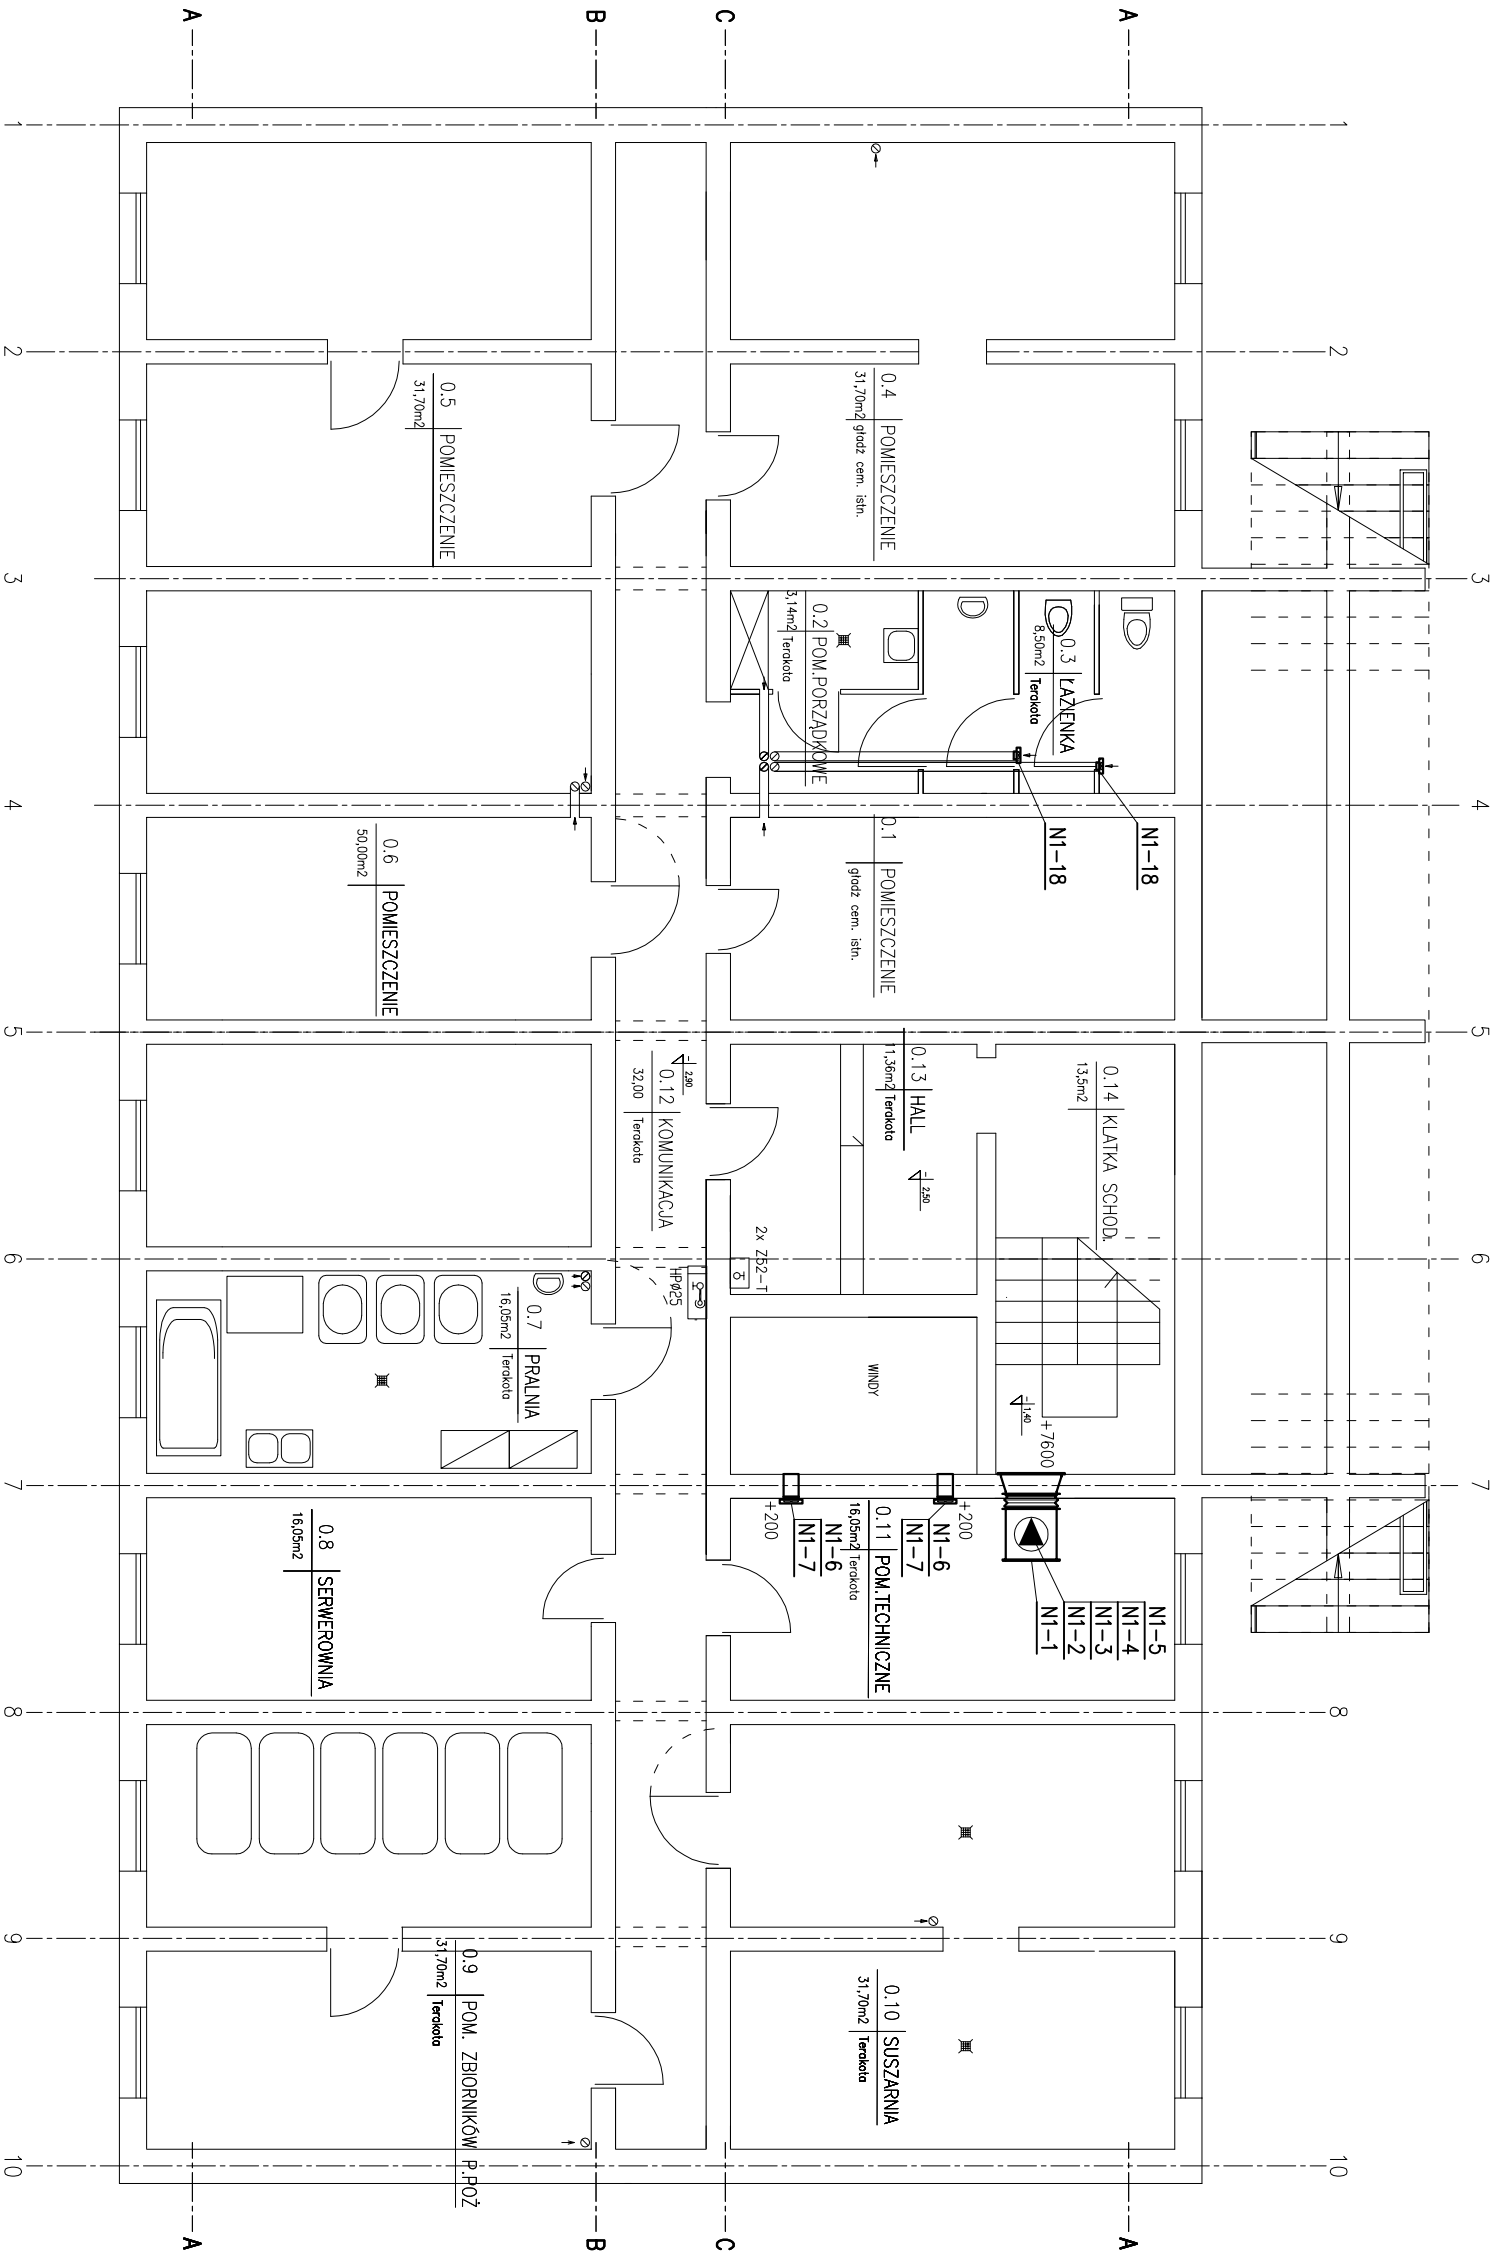 A
B
C
A
1
1
2
2
3
3
4
4
5
5
6
6
7
7
8
8
9
9
10
10
0.4 POMIESZCZENIE
31,70m2 gładź cem. istn.
0.5 POMIESZCZENIE
31,70m2
0.3 ŁAZIENKA
8,50m2 Terakota
0.2 POM.PORZĄDKOWE
3,14m2 Terakota
N1-18
N1-18
0.1 POMIESZCZENIE
gładź cem. istn.
0.6 POMIESZCZENIE
50,00m2
0.14 KLATKA SCHOD.
13,5m2
0.13 HALL
11,36m2 Terakota
- 2,50
- 2,90
0.12 KOMUNIKACJA
32,00 Terakota
2x Z52-T
HPø25
WINDY
- 1,40
+7600
0.7 PRALNIA
16,05m2 Terakota
N1-5
N1-4
N1-3
N1-2
N1-1
+200
N1-6
N1-7
0.11 POM.TECHNICZNE
16,05m2 Terakota
+200
N1-6
N1-7
0.8 SERWEROWNIA
16,05m2
0.10 SUSZARNIA
31,70m2 Terakota
0.9 POM. ZBIORNIKÓW P.POŻ
31,70m2 Terakota
A
B
C
A